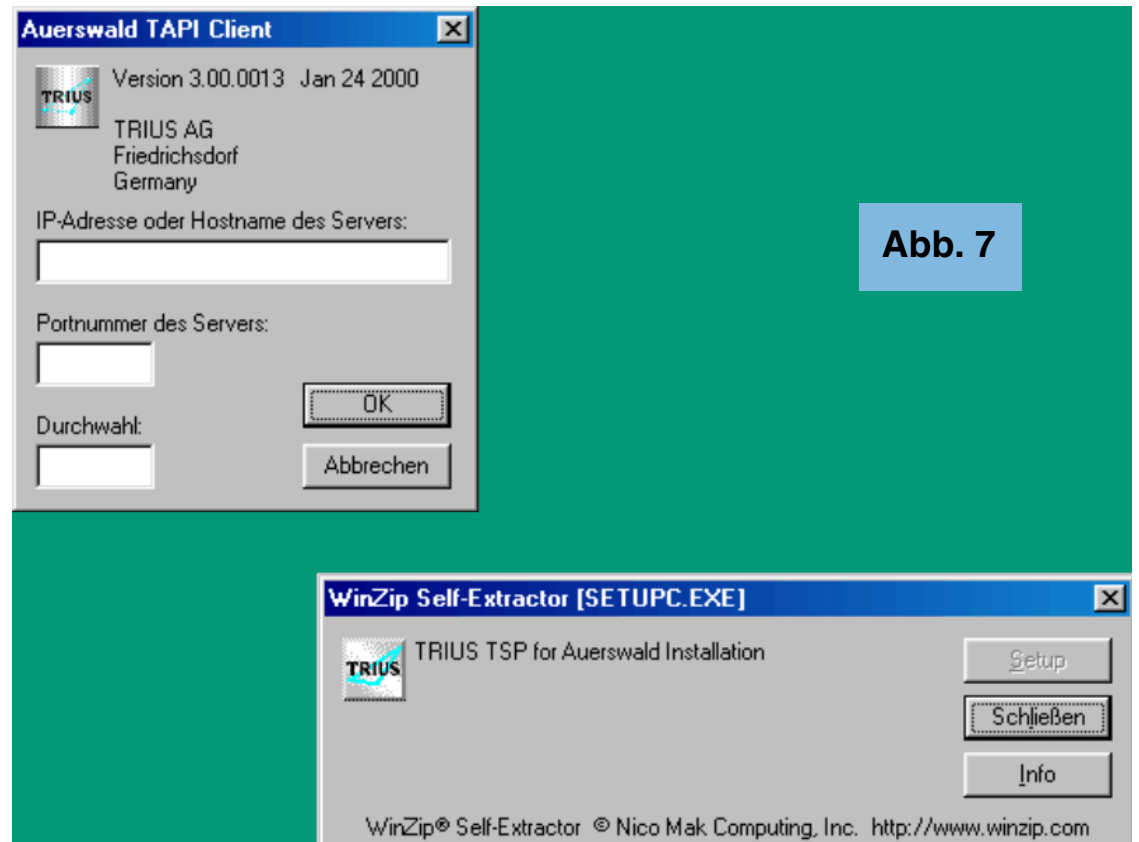 Auerswald TAPI Client
TRIUS
Version 3.00.0013 Jan 24 2000
TRIUS AG
Friedrichsdorf
Germany
IP-Adresse oder Hostname des Servers:
Abb. 7
Portnummer des Servers:
OK
Durchwahl:
Abbrechen
WinZip Self-Extractor [SETUPC.EXE]
TRIUS
TRIUS TSP for Auerswald Installation
Setup
Schließen
Info
WinZip® Self-Extractor © Nico Mak Computing, Inc. http://www.winzip.com